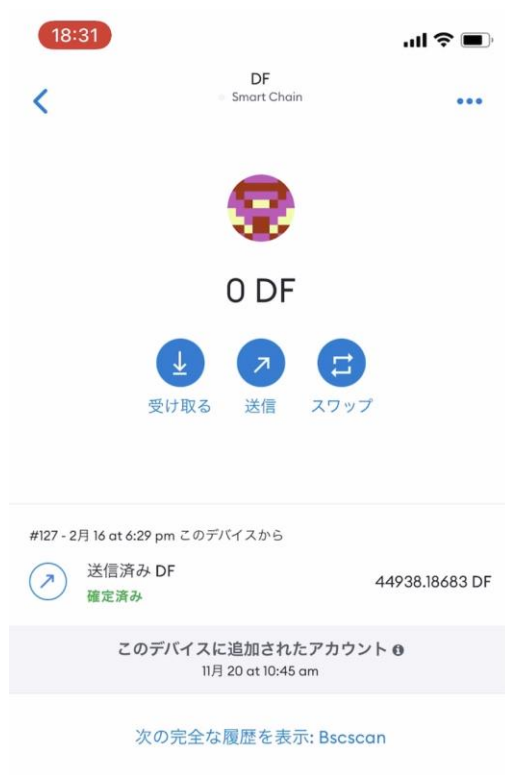 18:31
DF
Smart Chain
0 DF
受け取る 送信 スワップ
#127 - 2月 16 at 6:29 pm このデバイスから
送信済み DF
44938.18683 DF
確定済み
このデバイスに追加されたアカウント
11月 20 at 10:45 am
次の完全な履歴を表示: Bscscan